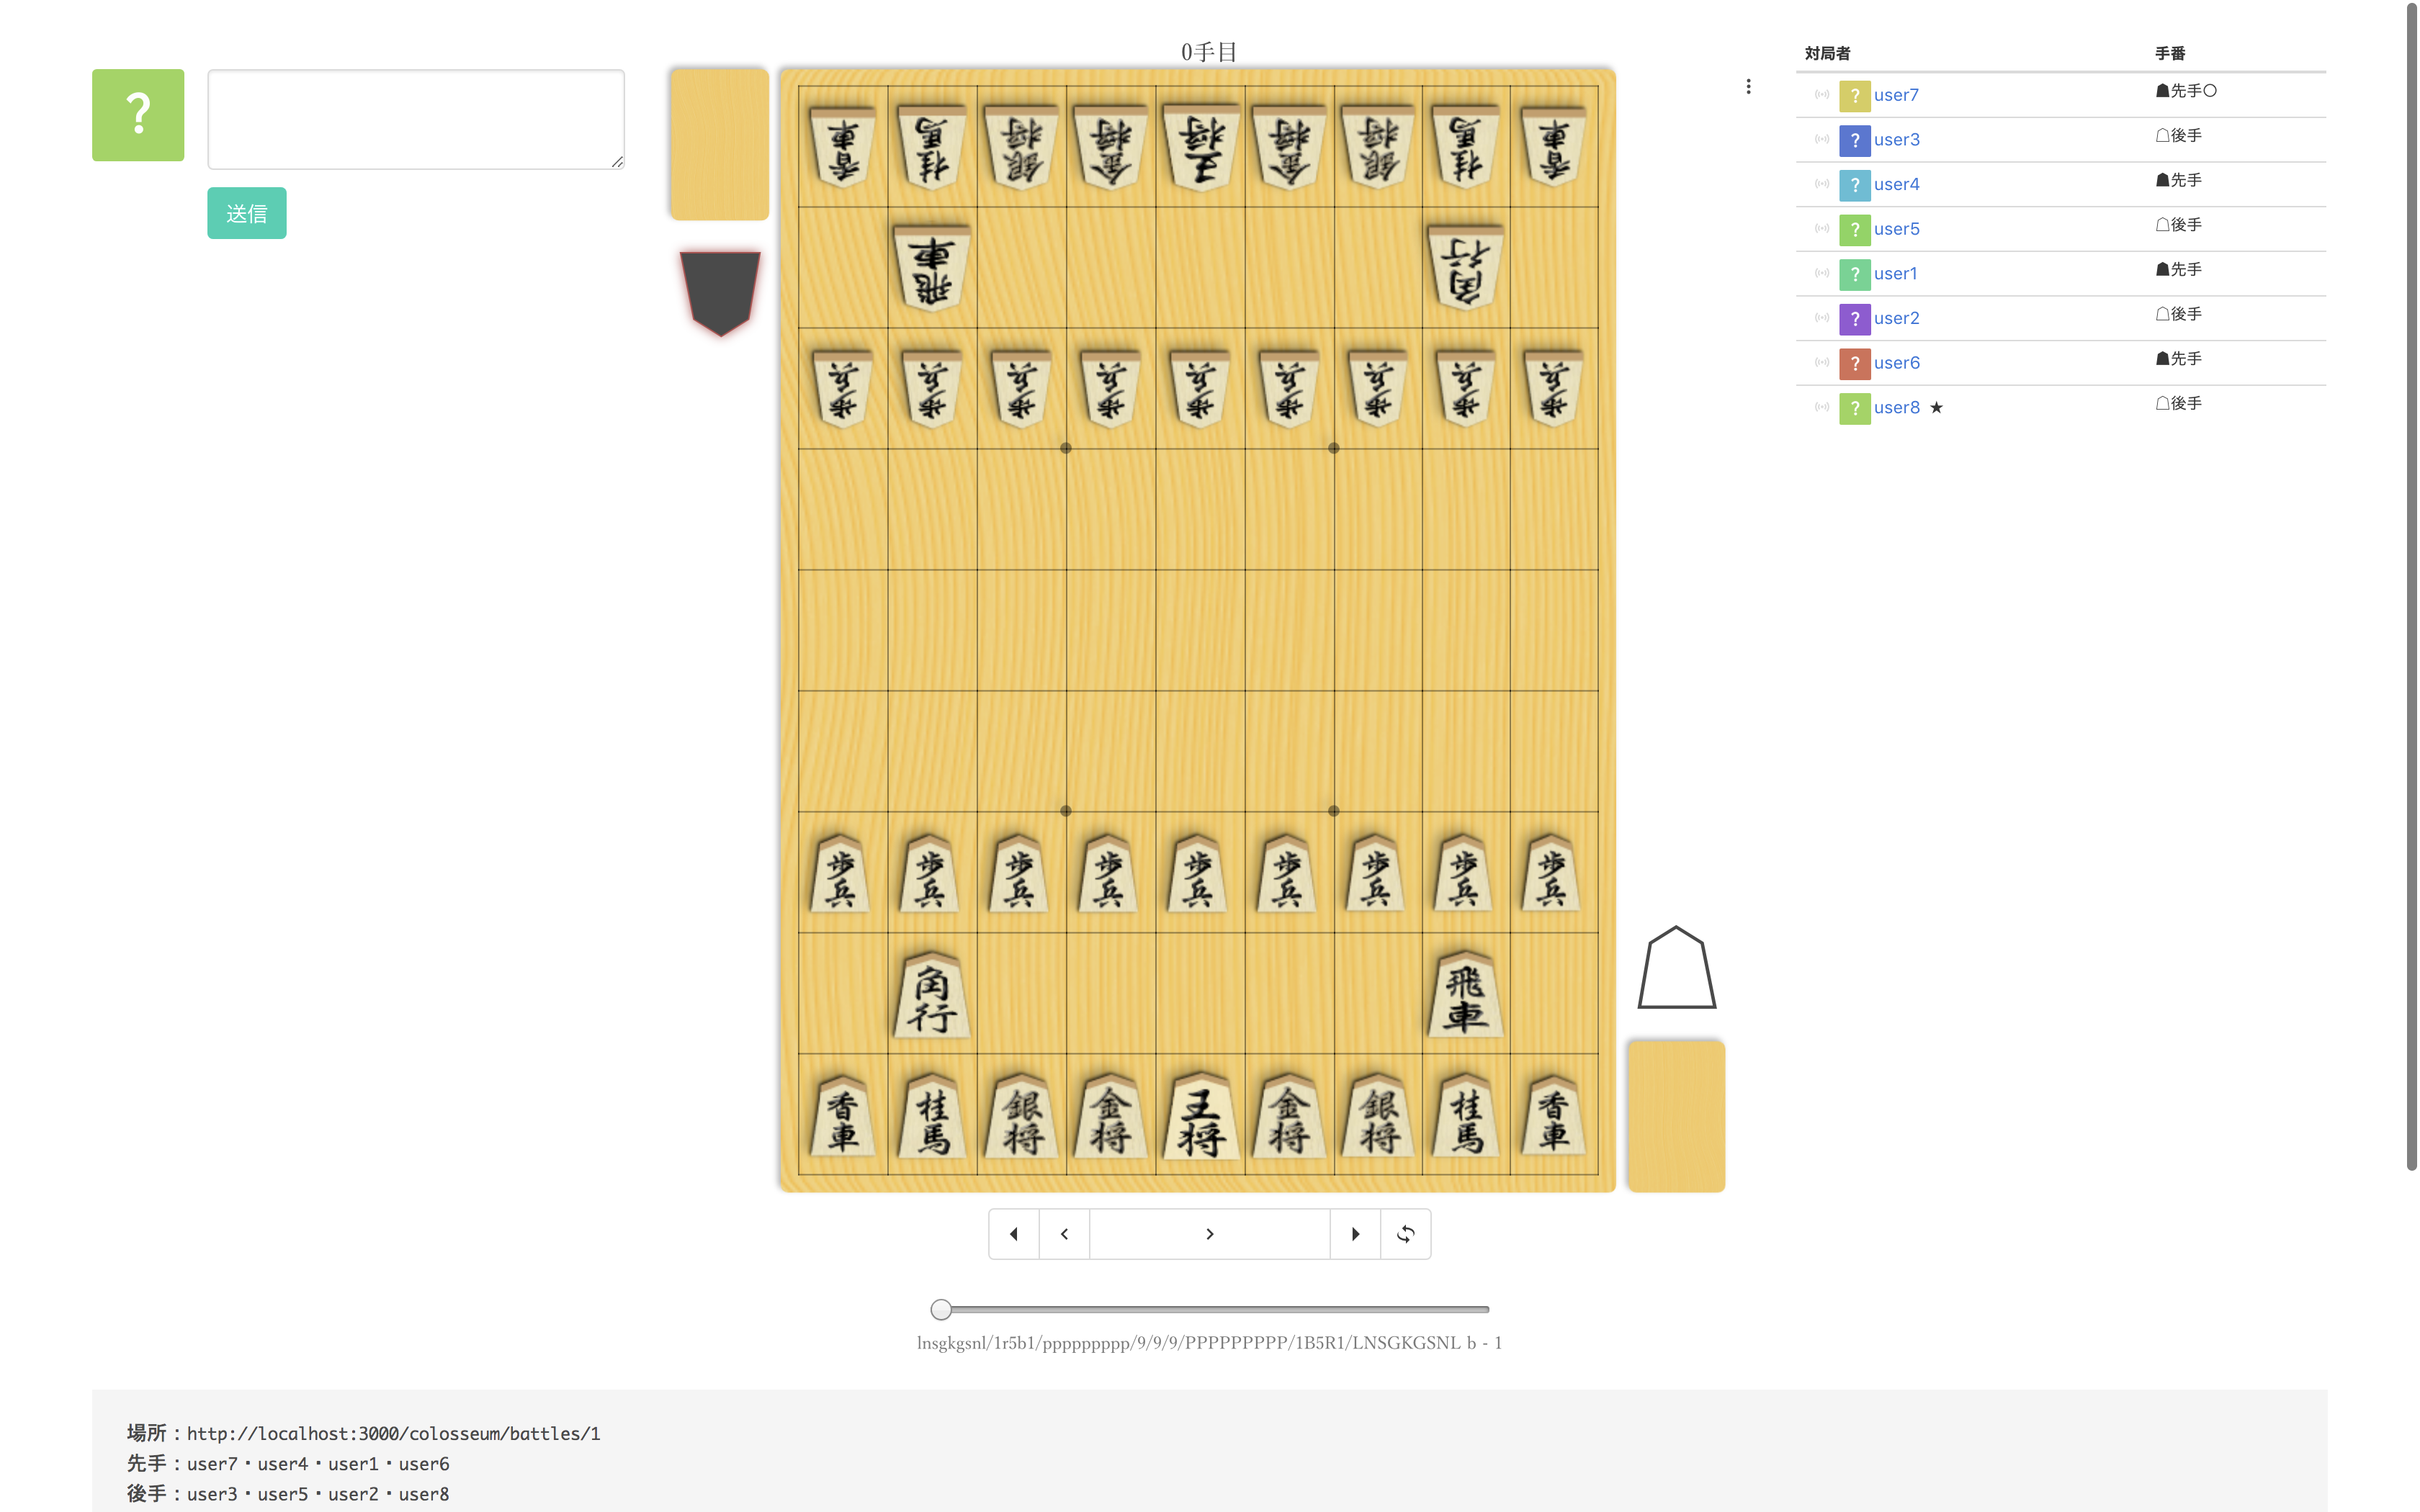 0手目
?
送信
香車 桂馬 銀将 金将 王将 金将 銀将 桂馬 香車
飛車 角行
歩兵 歩兵 歩兵 歩兵 歩兵 歩兵 歩兵 歩兵 歩兵
歩兵 歩兵 歩兵 歩兵 歩兵 歩兵 歩兵 歩兵 歩兵
角行 飛車
香車 桂馬 銀将 金将 王将 金将 銀将 桂馬 香車
lnsgkgsnl/1r5b1/ppppppppp/9/9/9/PPPPPPPPP/1B5R1/LNSGKGSNL b - 1
対局者 手番
? user7 ☗先手○
? user3 ☖後手
? user4 ☗先手
? user5 ☖後手
? user1 ☗先手
? user2 ☖後手
? user6 ☗先手
? user8 ★ ☖後手
場所：http://localhost:3000/colosseum/battles/1
先手：user7・user4・user1・user6
後手：user3・user5・user2・user8